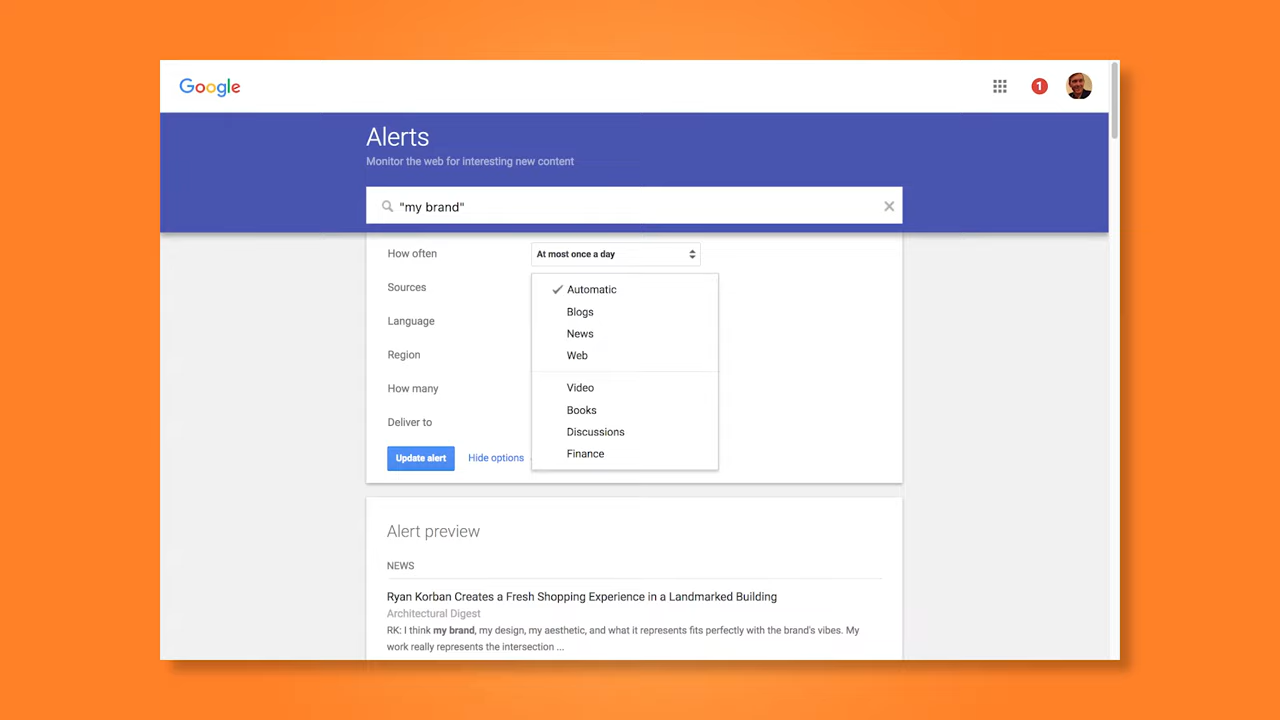 Google
1
Alerts
Monitor the web for interesting new content
"my brand"
How often
At most once a day
Sources
Automatic
Blogs
Language
News
Region
Web
How many
Video
Books
Deliver to
Discussions
Update alert
Hide options
Finance
Alert preview
NEWS
Ryan Korban Creates a Fresh Shopping Experience in a Landmarked Building
Architectural Digest
RK: I think my brand, my design, my aesthetic, and what it represents fits perfectly with the brand's vibes. My
work really represents the intersection ...